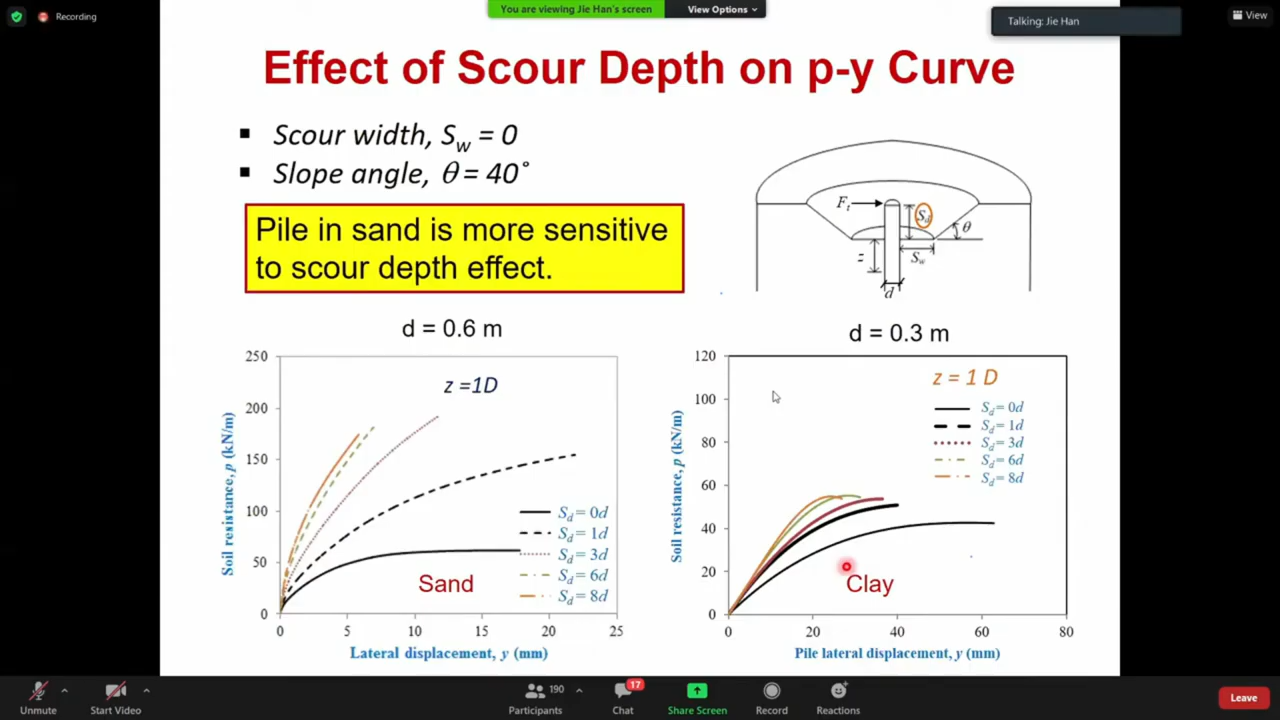 Recording
You are viewing Jie Han's screen
View Options
Talking: Jie Han
View
Effect of Scour Depth on p-y Curve
▪ Scour width, Sw = 0
▪ Slope angle, θ = 40°
Pile in sand is more sensitive
to scour depth effect.
Ft
Sd
θ
z
Sw
d
d = 0.6 m
250
200
150
100
50
0
0 5 10 15 20 25
Soil resistance, p (kN/m)
Lateral displacement, y (mm)
z =1D
Sd = 0d
Sd = 1d
Sd = 3d
Sd = 6d
Sd = 8d
Sand
d = 0.3 m
120
100
80
60
40
20
0
0 20 40 60 80
Soil resistance, p (kN/m)
Pile lateral displacement, y (mm)
z = 1 D
Sd = 0d
Sd = 1d
Sd = 3d
Sd = 6d
Sd = 8d
Clay
Unmute
Start Video
190
Participants
17
Chat
Share Screen
Record
Reactions
Leave